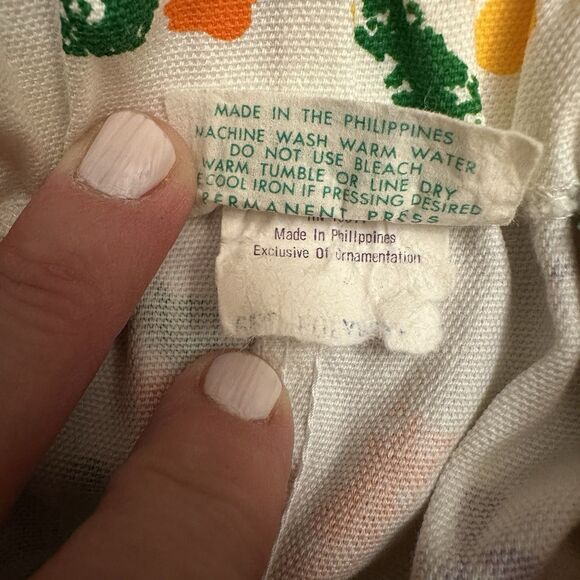 MADE IN THE PHILIPPINES
MACHINE WASH WARM WATER
DO NOT USE BLEACH
WARM TUMBLE OR LINE DRY
COOL IRON IF PRESSING DESIRED
PERMANENT PRESS
Made In Philippines
Exclusive Of Ornamentation